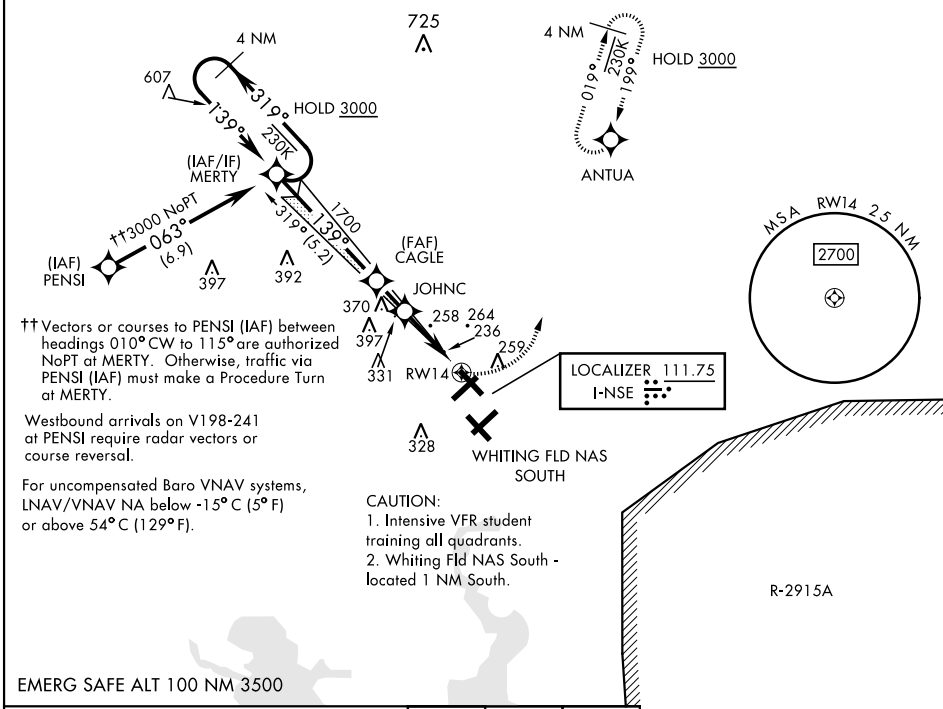 725
4 NM
4 NM
607
319°
HOLD 3000
139°
230K
019°
230K
199°
HOLD 3000
(IAF/IF)
MERTY
ANTUA
††3000 NoPT
063°
(6.9)
1700
139°
319° (5.2)
(IAF)
PENSI
397
392
(FAF)
CAGLE
JOHNC
MSA RW14 25 NM
2700
370
397
331
258
264
236
259
RW14
LOCALIZER 111.75
I-NSE
328
WHITING FLD NAS
SOUTH
†† Vectors or courses to PENSI (IAF) between
headings 010° CW to 115° are authorized
NoPT at MERTY. Otherwise, traffic via
PENSI (IAF) must make a Procedure Turn
at MERTY.
Westbound arrivals on V198-241
at PENSI require radar vectors or
course reversal.
For uncompensated Baro VNAV systems,
LNAV/VNAV NA below -15° C (5° F)
or above 54° C (129° F).
CAUTION:
1. Intensive VFR student
training all quadrants.
2. Whiting Fld NAS South -
located 1 NM South.
R-2915A
EMERG SAFE ALT 100 NM 3500